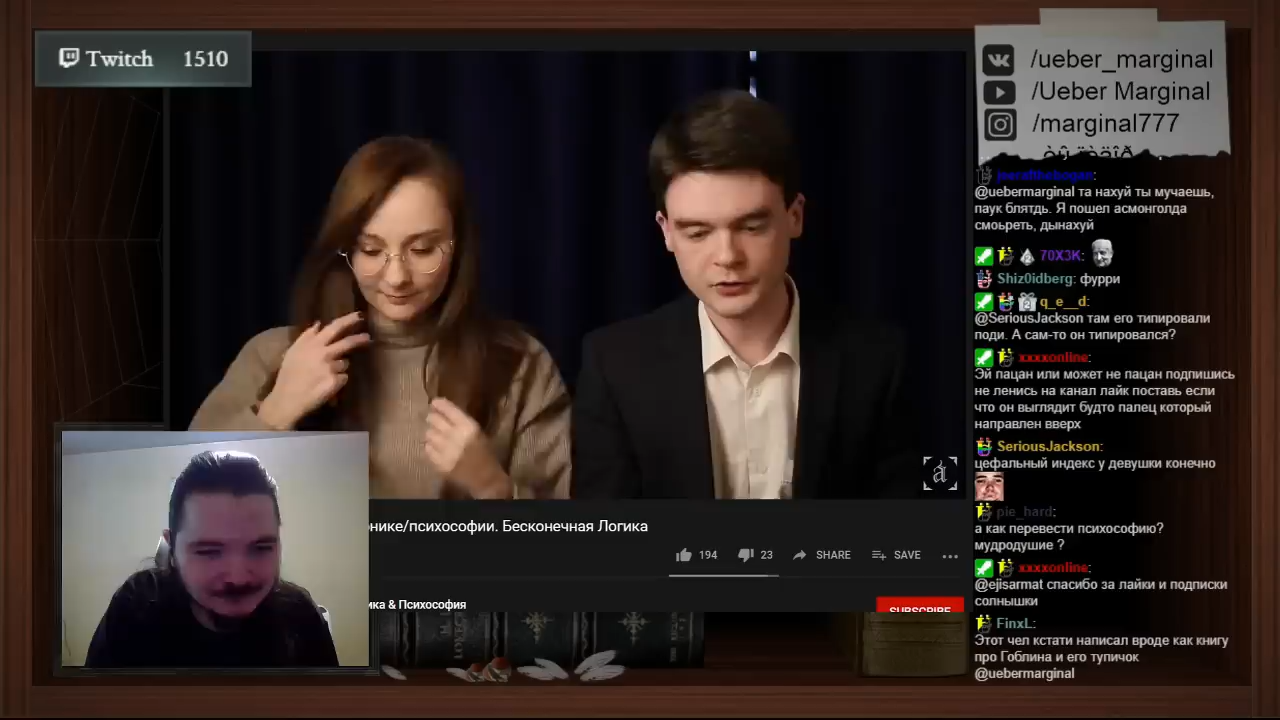 Twitch 1510
/ueber_marginal
/Ueber Marginal
/marginal777
@uebermarginal та нахуй ты мучаешь,
паук блятдь. Я пошел асмонголда
смоьреть, дынахуй
70X3K:
Shiz0idberg: фурри
q_e__d:
@SeriousJackson там его типировали
поди. А сам-то он типировался?
xxxxonline:
Эй пацан или может не пацан подпишись
не ленись на канал лайк поставь если
что он выглядит будто палец который
направлен вверх
SeriousJackson:
цефальный индекс у девушки конечно
pie_hard:
а как перевести психософию?
мудродушие ?
xxxxonline:
@ejisarmat спасибо за лайки и подписки
солнышки
FinxL:
Этот чел кстати написал вроде как книгу
про Гоблина и его тупичок
@uebermarginal
онике/психософии. Бесконечная Логика
194 23 SHARE SAVE
ика & Психософия
SUBSCRIBE